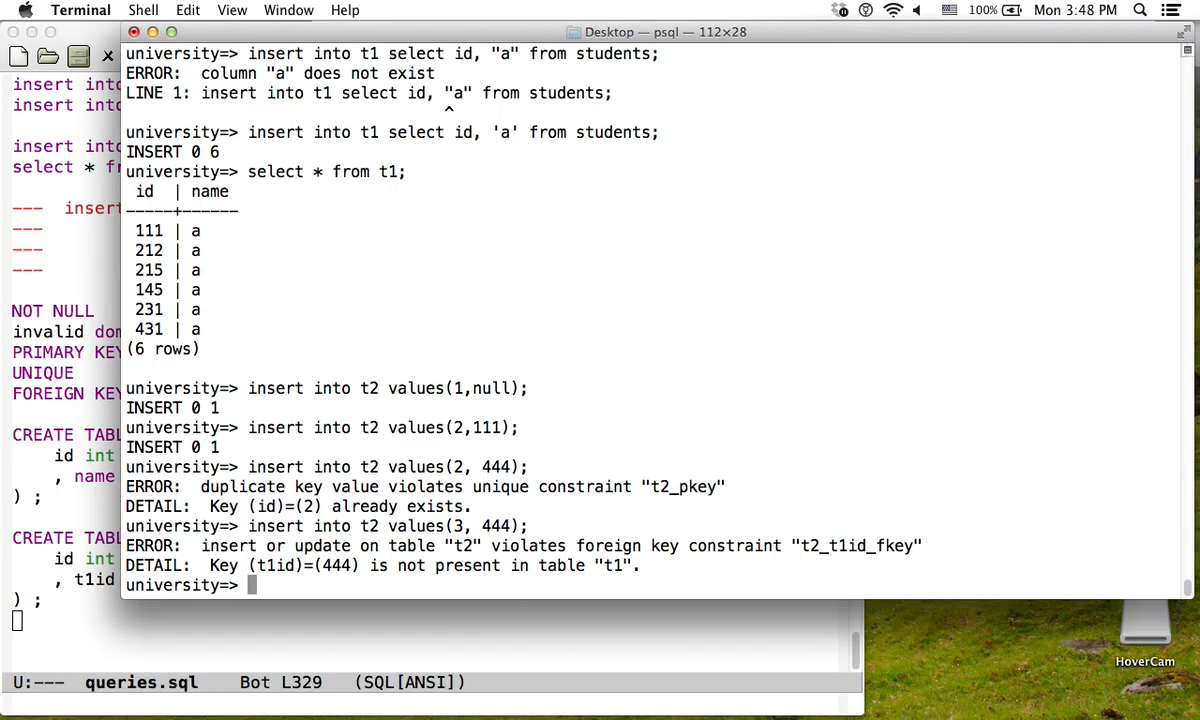 Terminal Shell Edit View Window Help 100% Mon 3:48 PM
Desktop — psql — 112×28
university=> insert into t1 select id, "a" from students;
ERROR:  column "a" does not exist
LINE 1: insert into t1 select id, "a" from students;
^
university=> insert into t1 select id, 'a' from students;
INSERT 0 6
university=> select * from t1;
id | name
-----+------
111 | a
212 | a
215 | a
145 | a
231 | a
431 | a
(6 rows)
university=> insert into t2 values(1,null);
INSERT 0 1
university=> insert into t2 values(2,111);
INSERT 0 1
university=> insert into t2 values(2, 444);
ERROR:  duplicate key value violates unique constraint "t2_pkey"
DETAIL:  Key (id)=(2) already exists.
university=> insert into t2 values(3, 444);
ERROR:  insert or update on table "t2" violates foreign key constraint "t2_t1id_fkey"
DETAIL:  Key (t1id)=(444) is not present in table "t1".
university=>
insert into
insert into
insert into
select * fr
--- insert
---
---
---
NOT NULL
invalid dom
PRIMARY KEY
UNIQUE
FOREIGN KEY
CREATE TABL
id int
, name
) ;
CREATE TABL
id int
, t1id
) ;
U:--- queries.sql Bot L329 (SQL[ANSI])
HoverCam